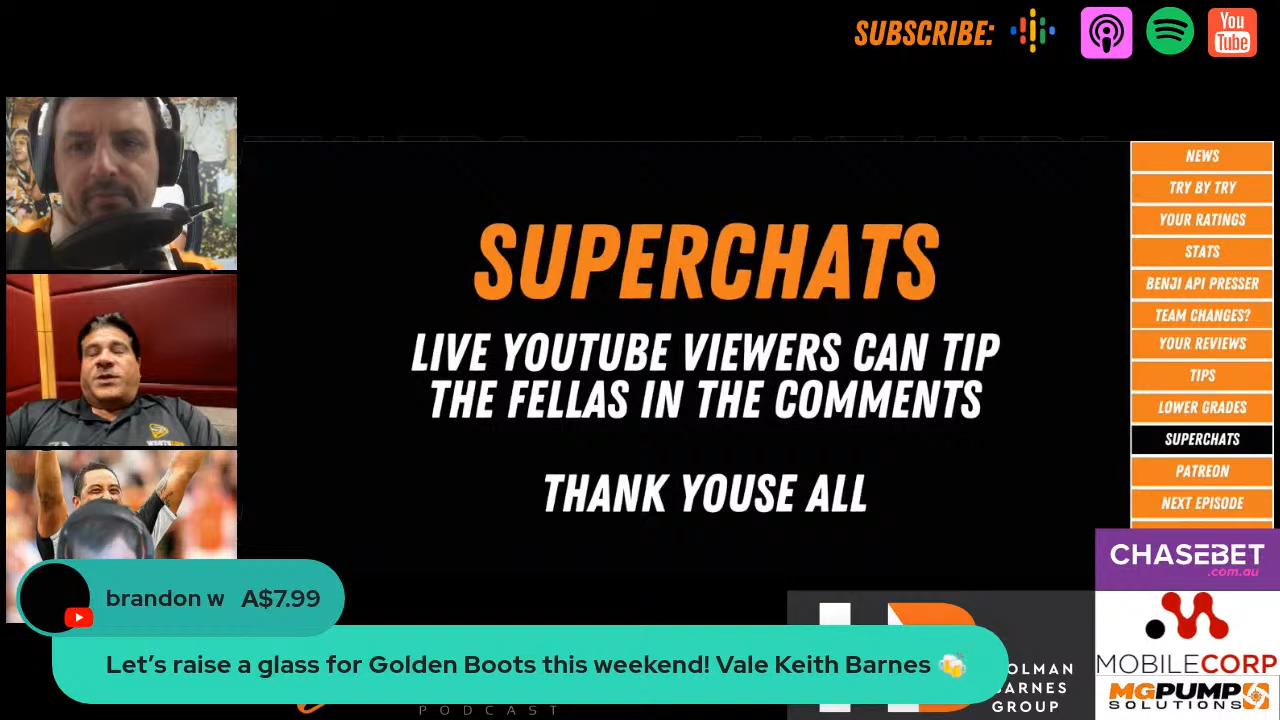 SUBSCRIBE:
You
Tube
NEWS
TRY BY TRY
YOUR RATINGS
STATS
BENJI API PRESSER
TEAM CHANGES?
YOUR REVIEWS
TIPS
LOWER GRADES
SUPERCHATS
PATREON
NEXT EPISODE
SUPERCHATS
LIVE YOUTUBE VIEWERS CAN TIP
THE FELLAS IN THE COMMENTS
THANK YOUSE ALL
brandon w A$7.99
Let’s raise a glass for Golden Boots this weekend! Vale Keith Barnes 🍻
PODCAST
GROUP
CHASEBET
.com.au
MOBILECORP
MGPUMP
SOLUTIONS